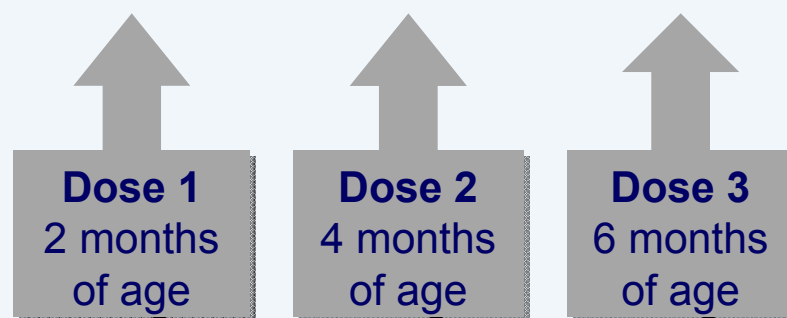 Dose 1
2 months
of age
Dose 2
4 months
of age
Dose 3
6 months
of age